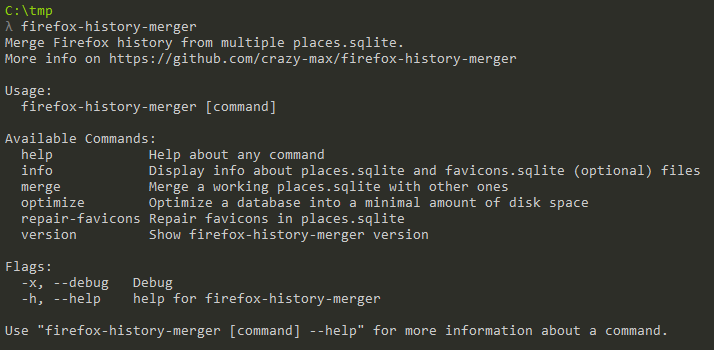 C:\tmp
λ firefox-history-merger
Merge Firefox history from multiple places.sqlite.
More info on https://github.com/crazy-max/firefox-history-merger

Usage:
  firefox-history-merger [command]

Available Commands:
  help            Help about any command
  info            Display info about places.sqlite and favicons.sqlite (optional) files
  merge           Merge a working places.sqlite with other ones
  optimize        Optimize a database into a minimal amount of disk space
  repair-favicons Repair favicons in places.sqlite
  version         Show firefox-history-merger version

Flags:
  -x, --debug   Debug
  -h, --help    help for firefox-history-merger

Use "firefox-history-merger [command] --help" for more information about a command.